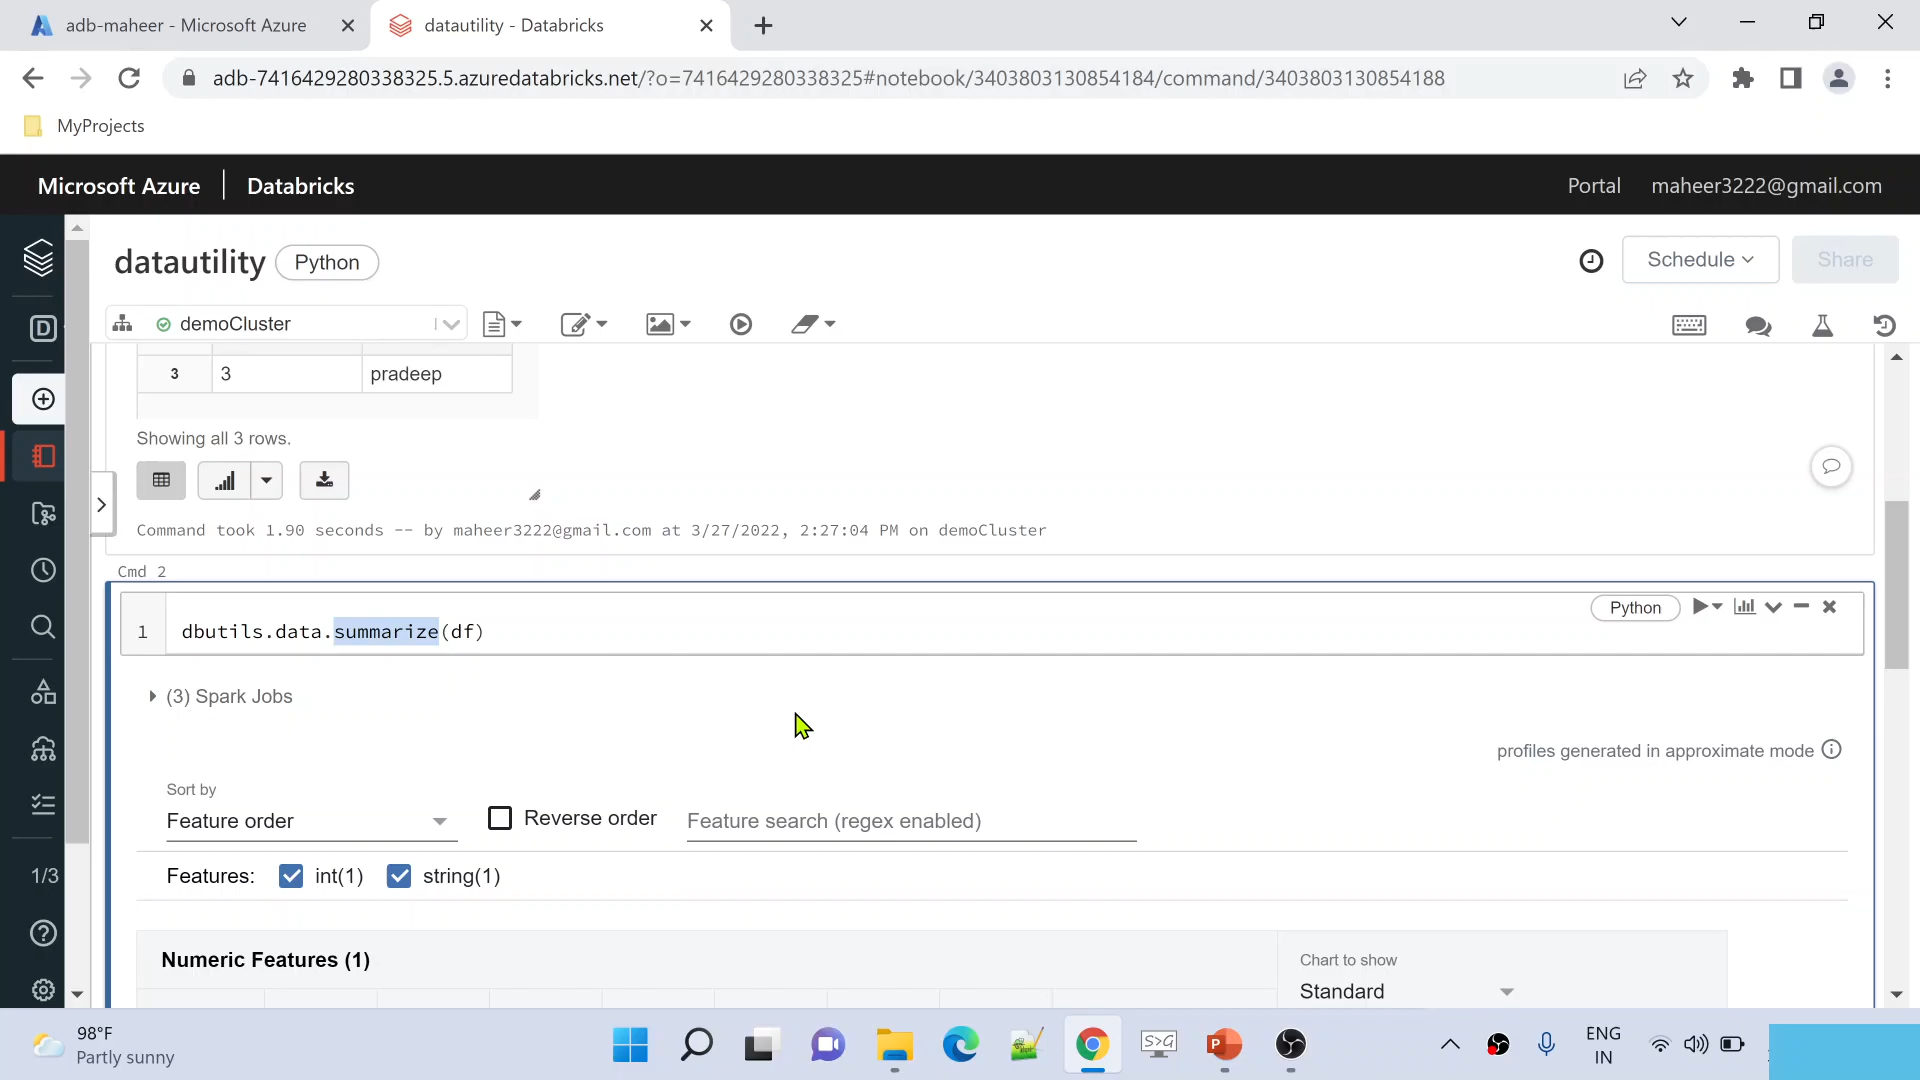 adb-maheer - Microsoft Azure
datautility - Databricks
adb-7416429280338325.5.azuredatabricks.net/?o=7416429280338325#notebook/3403803130854184/command/3403803130854188
MyProjects
Microsoft Azure
Databricks
Portal
maheer3222@gmail.com
datautility
Python
Schedule
Share
demoCluster
D
3
3
pradeep
Showing all 3 rows.
Command took 1.90 seconds -- by maheer3222@gmail.com at 3/27/2022, 2:27:04 PM on demoCluster
Cmd 2
Python
1
dbutils.data.summarize(df)
(3) Spark Jobs
profiles generated in approximate mode
Sort by
Feature order
Reverse order
Feature search (regex enabled)
Features:
int(1)
string(1)
1/3
Numeric Features (1)
Chart to show
Standard
98°F
Partly sunny
S>G
P
ENG
IN